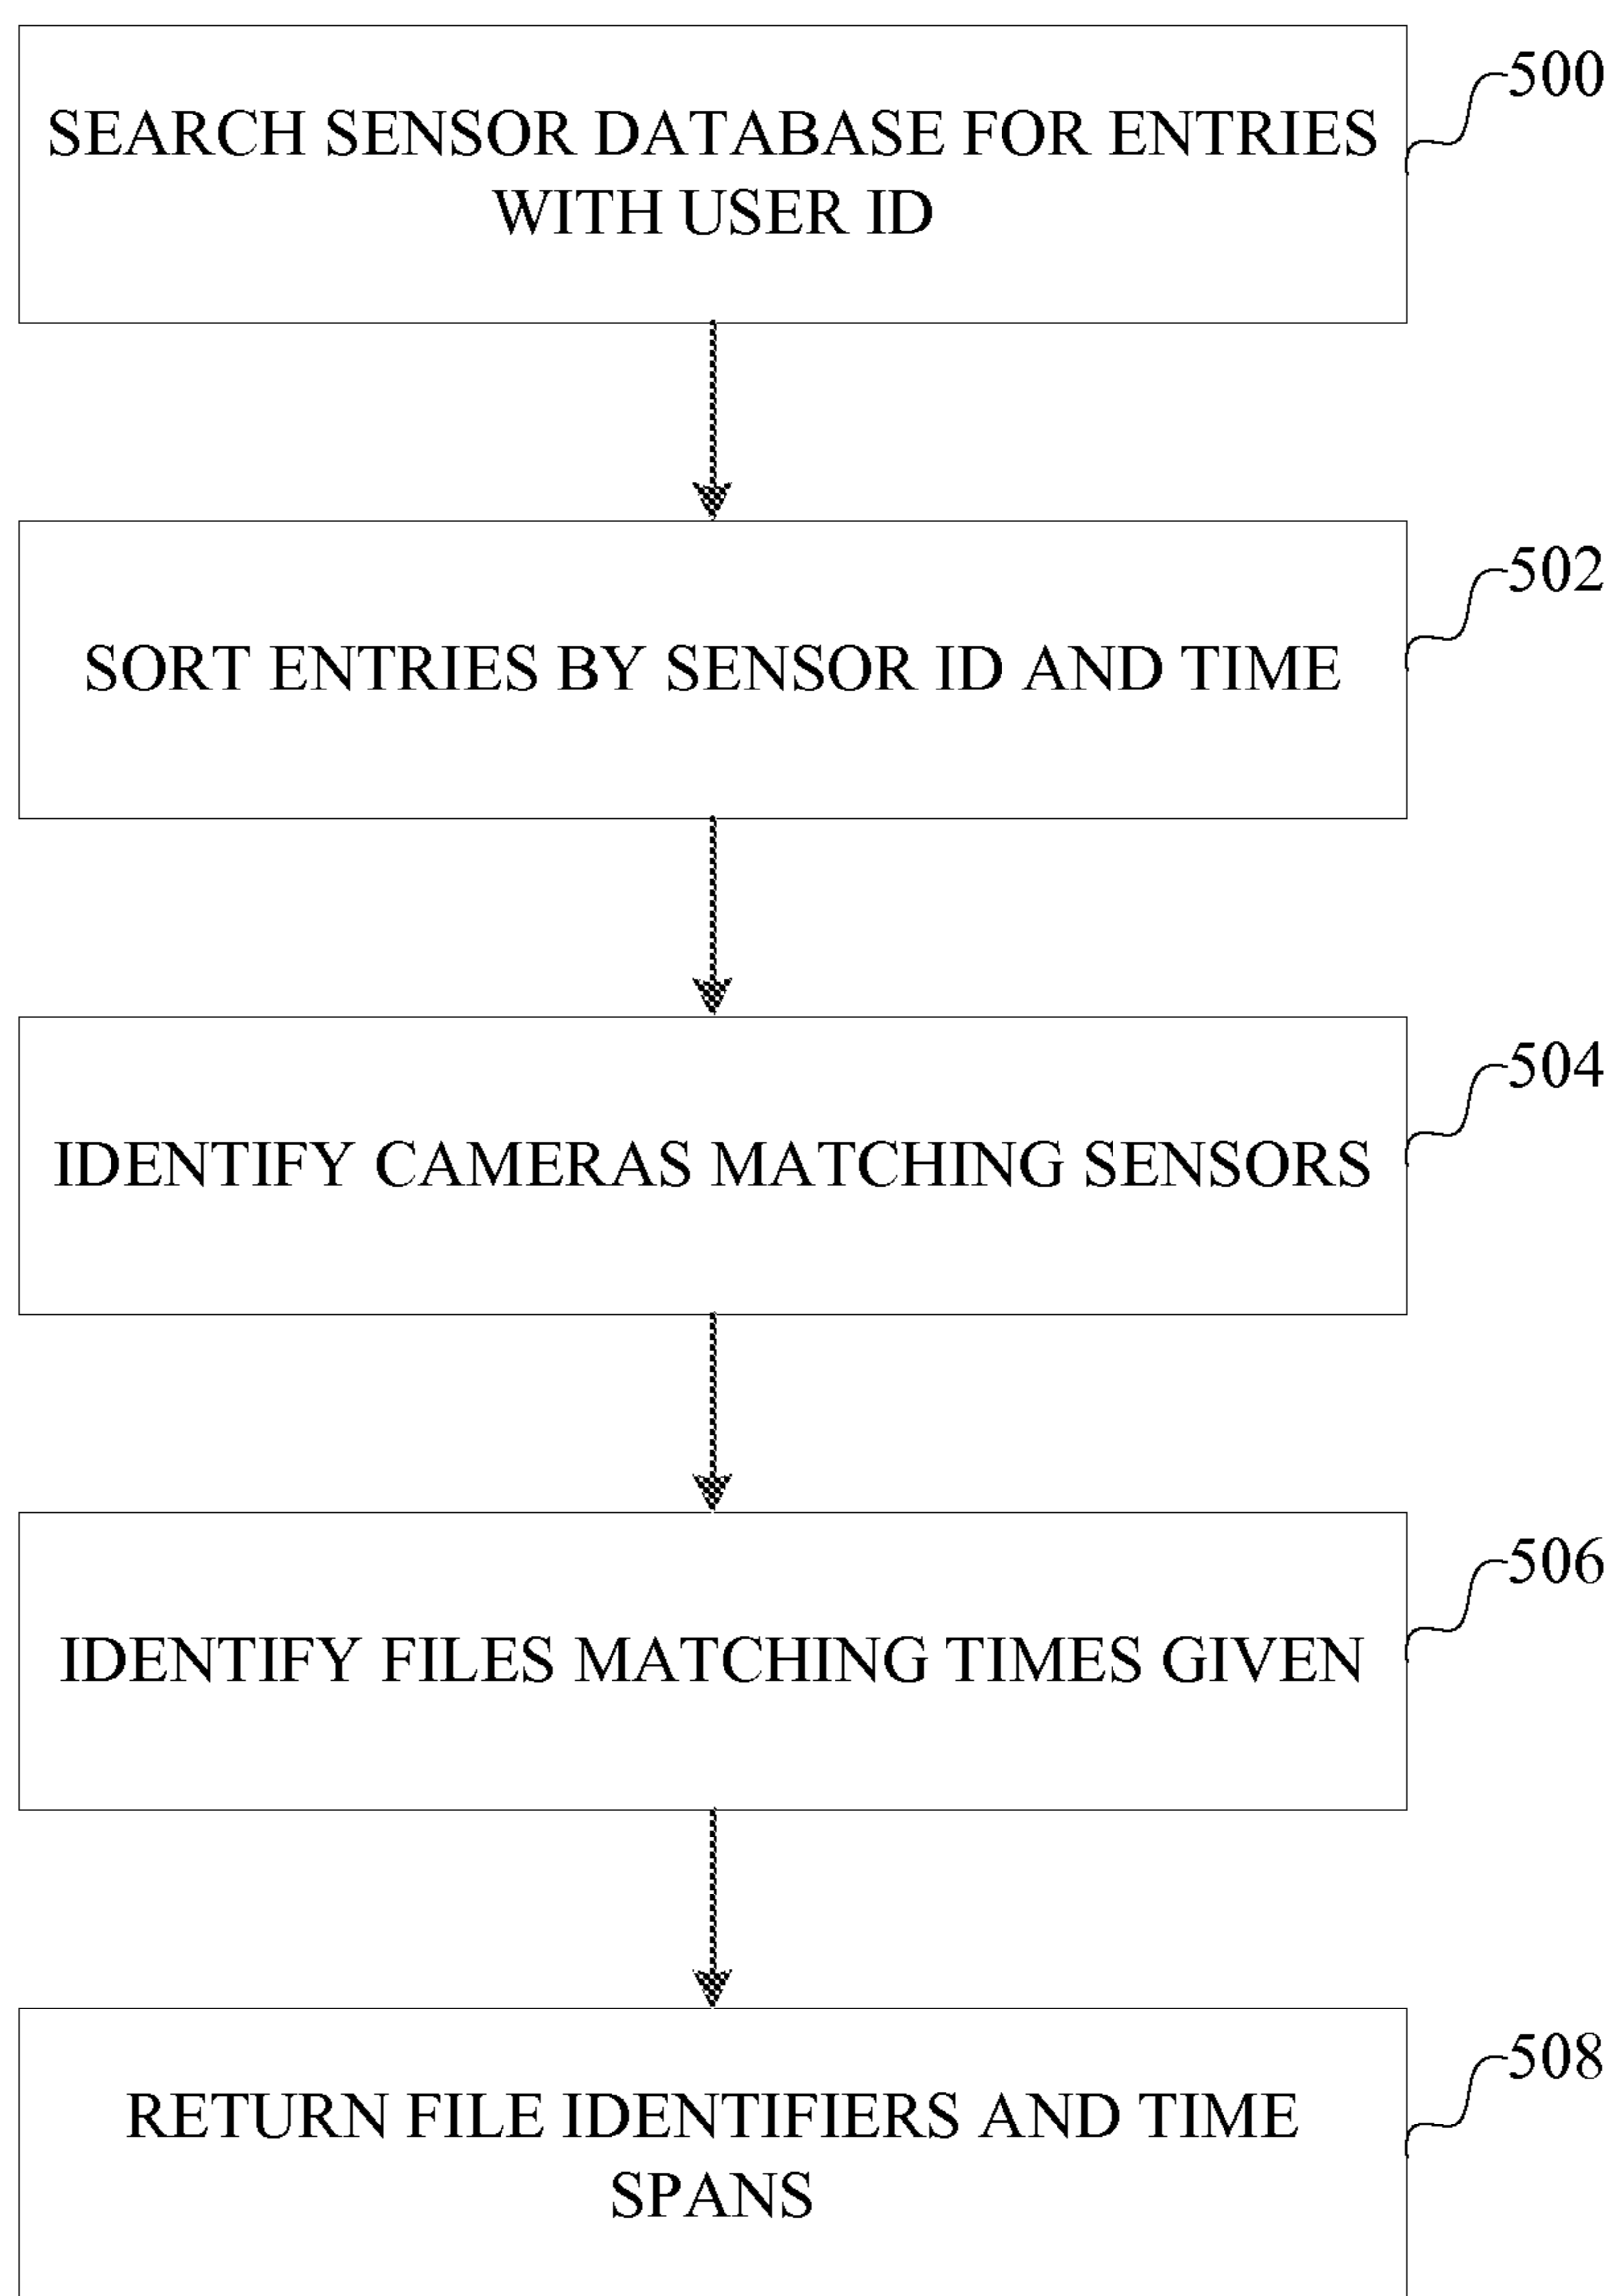 500
SEARCH SENSOR DATABASE FOR ENTRIES
WITH USER ID
502
SORT ENTRIES BY SENSOR ID AND TIME
504
IDENTIFY CAMERAS MATCHING SENSORS
506
IDENTIFY FILES MATCHING TIMES GIVEN
508
RETURN FILE IDENTIFIERS AND TIME
SPANS